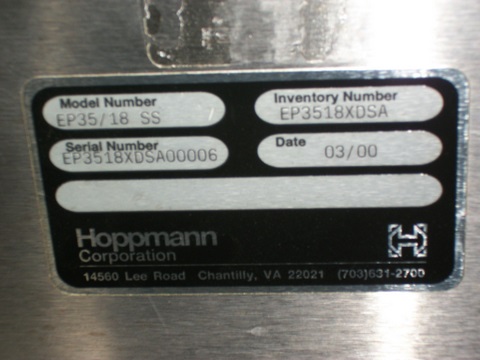 Model Number
EP35/18 SS
Inventory Number
EP3518XDSA
Serial Number
EP3518XDSA00006
Date
03/00
Hoppmann
Corporation
14560 Lee Road Chantilly, VA 22021 (703)631-2700